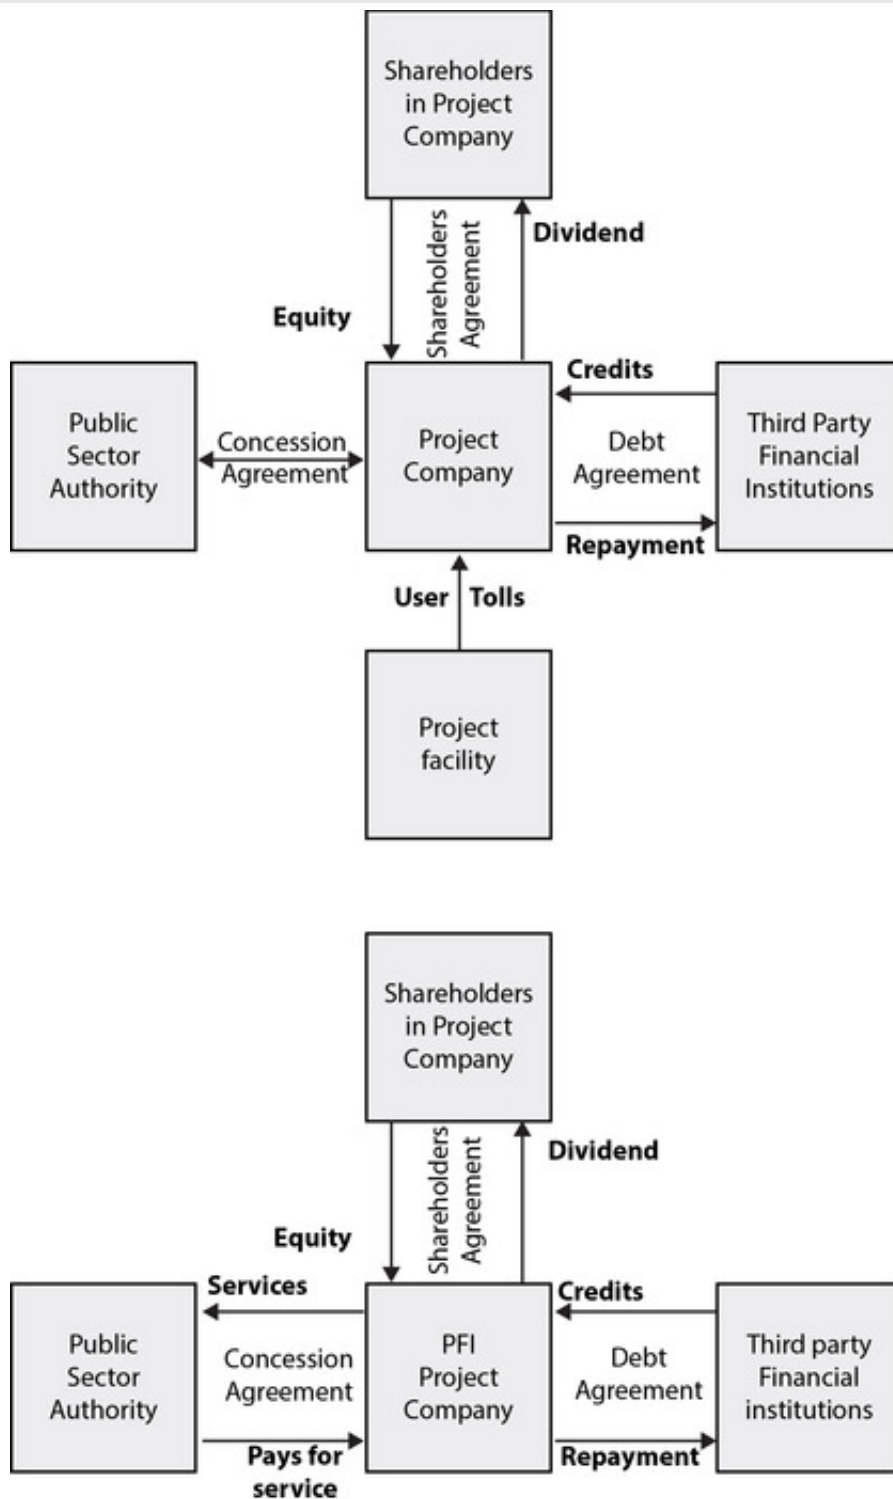 Shareholders
in Project
Company
Shareholders
Agreement
Dividend
Equity
Public
Sector
Authority
Concession
Agreement
Project
Company
Credits
Debt
Agreement
Repayment
Third Party
Financial
Institutions
User Tolls
Project
facility
Shareholders
in Project
Company
Shareholders
Agreement
Dividend
Equity
Services
Public
Sector
Authority
Concession
Agreement
Pays for
service
PFI
Project
Company
Credits
Debt
Agreement
Repayment
Third party
Financial
institutions